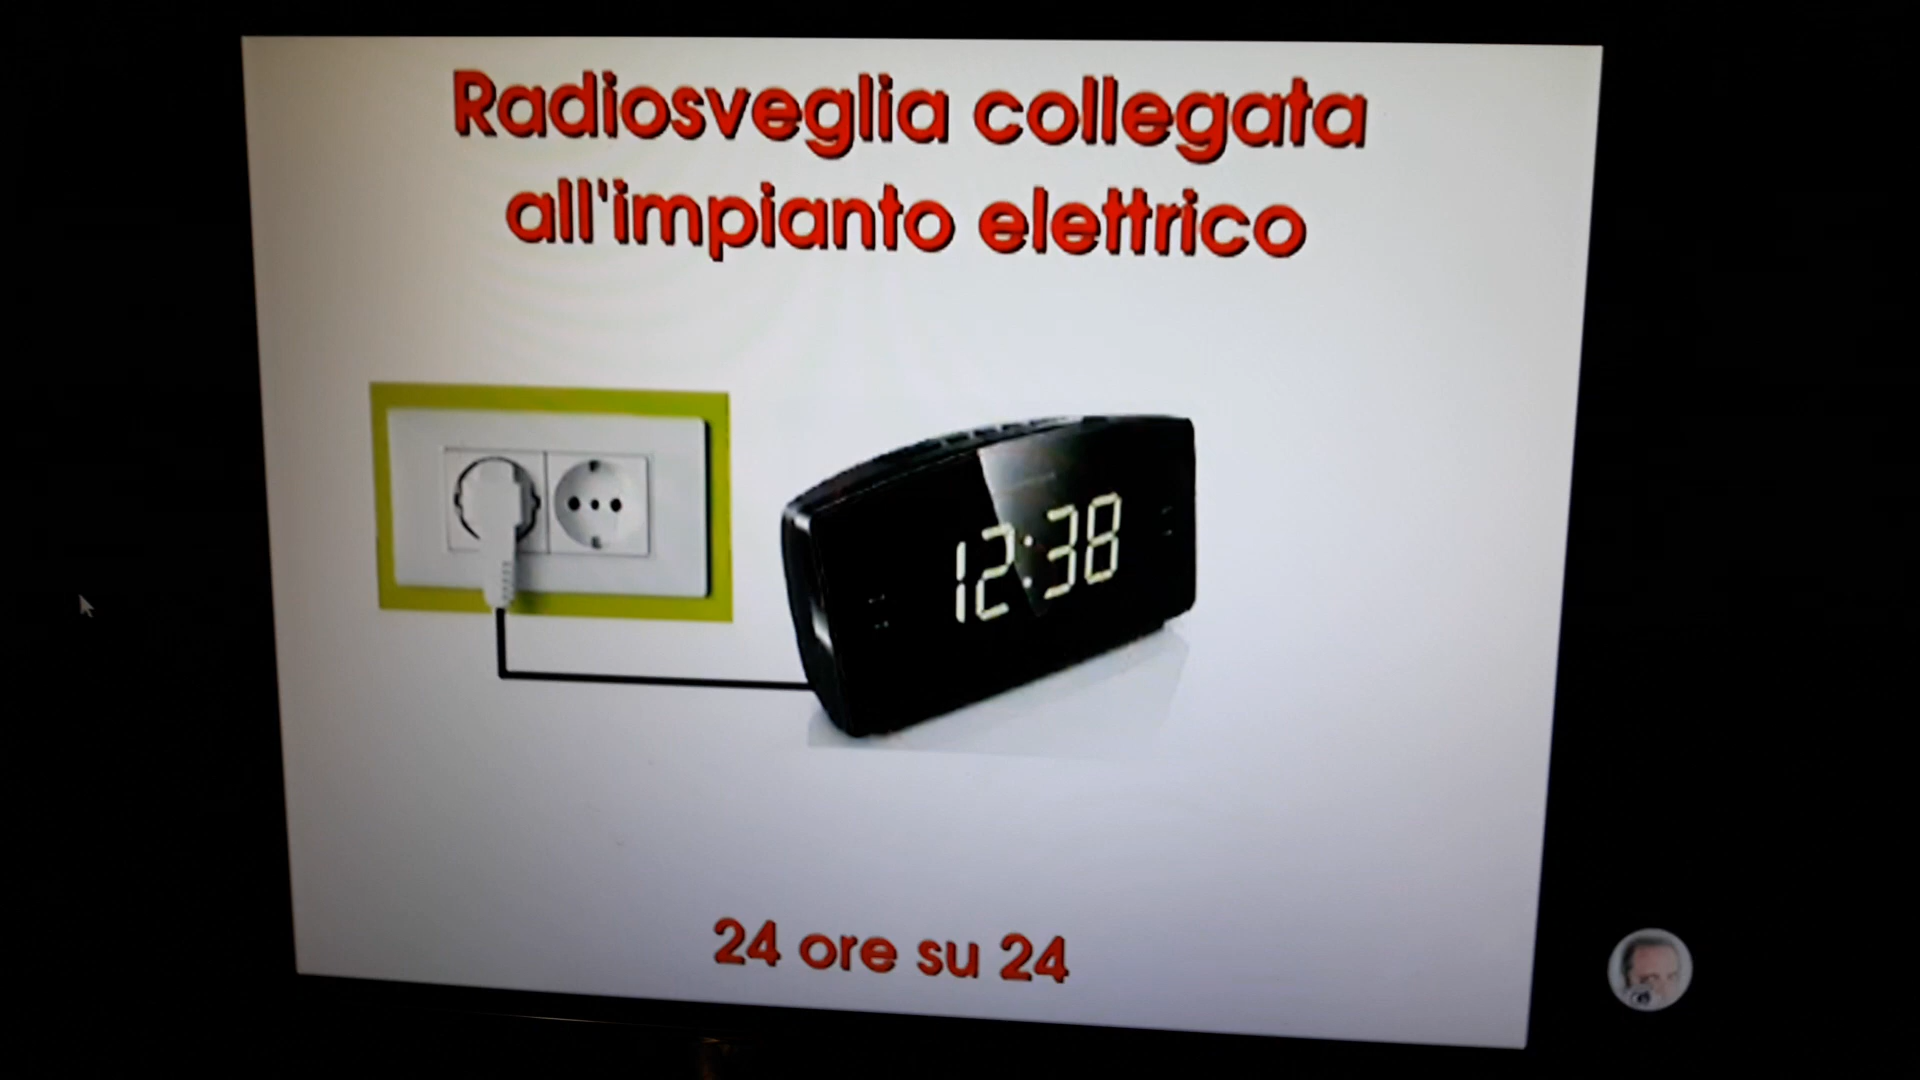 Radiosveglia collegata
all'impianto elettrico
12:38
24 ore su 24